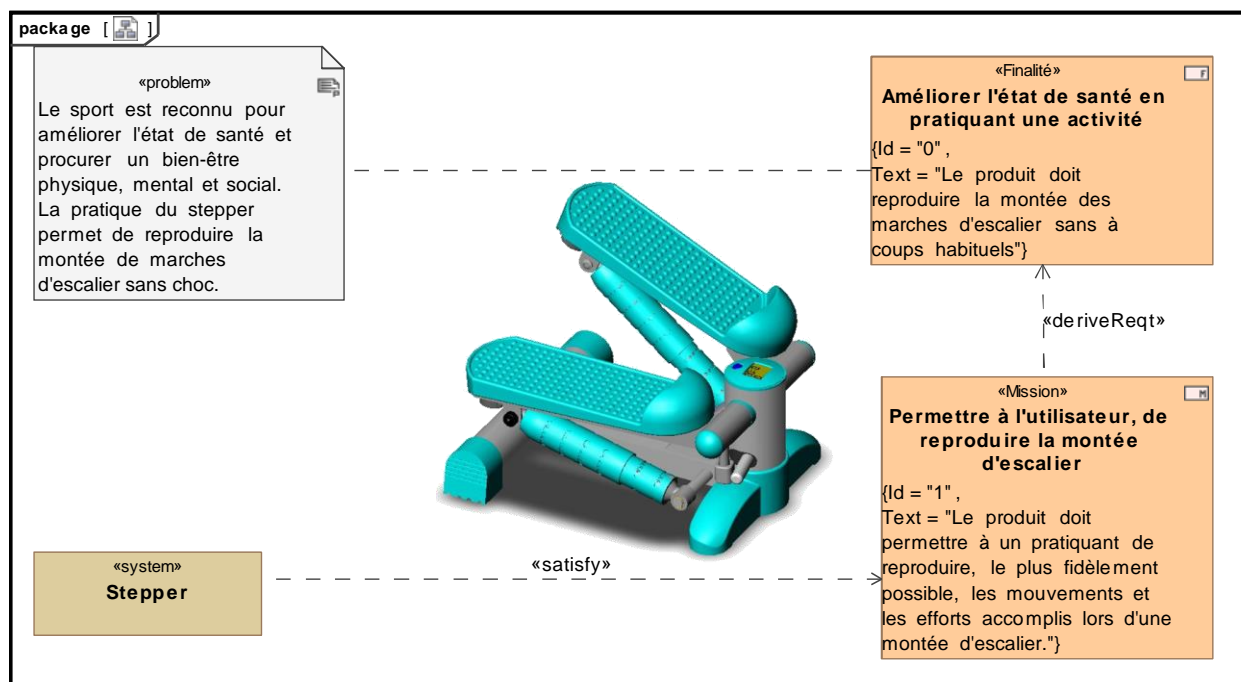 package [ ]
«problem»
Le sport est reconnu pour
améliorer l'état de santé et
procurer un bien-être
physique, mental et social.
La pratique du stepper
permet de reproduire la
montée de marches
d'escalier sans choc.
«Finalité»
F
Améliorer l'état de santé en
pratiquant une activité
{Id = "0" ,
Text = "Le produit doit
reproduire la montée des
marches d'escalier sans à
coups habituels"}
«deriveReqt»
«Mission»
M
Permettre à l'utilisateur, de
reproduire la montée
d'escalier
{Id = "1" ,
Text = "Le produit doit
permettre à un pratiquant de
reproduire, le plus fidèlement
possible, les mouvements et
les efforts accomplis lors d'une
montée d'escalier."}
«satisfy»
«system»
Stepper